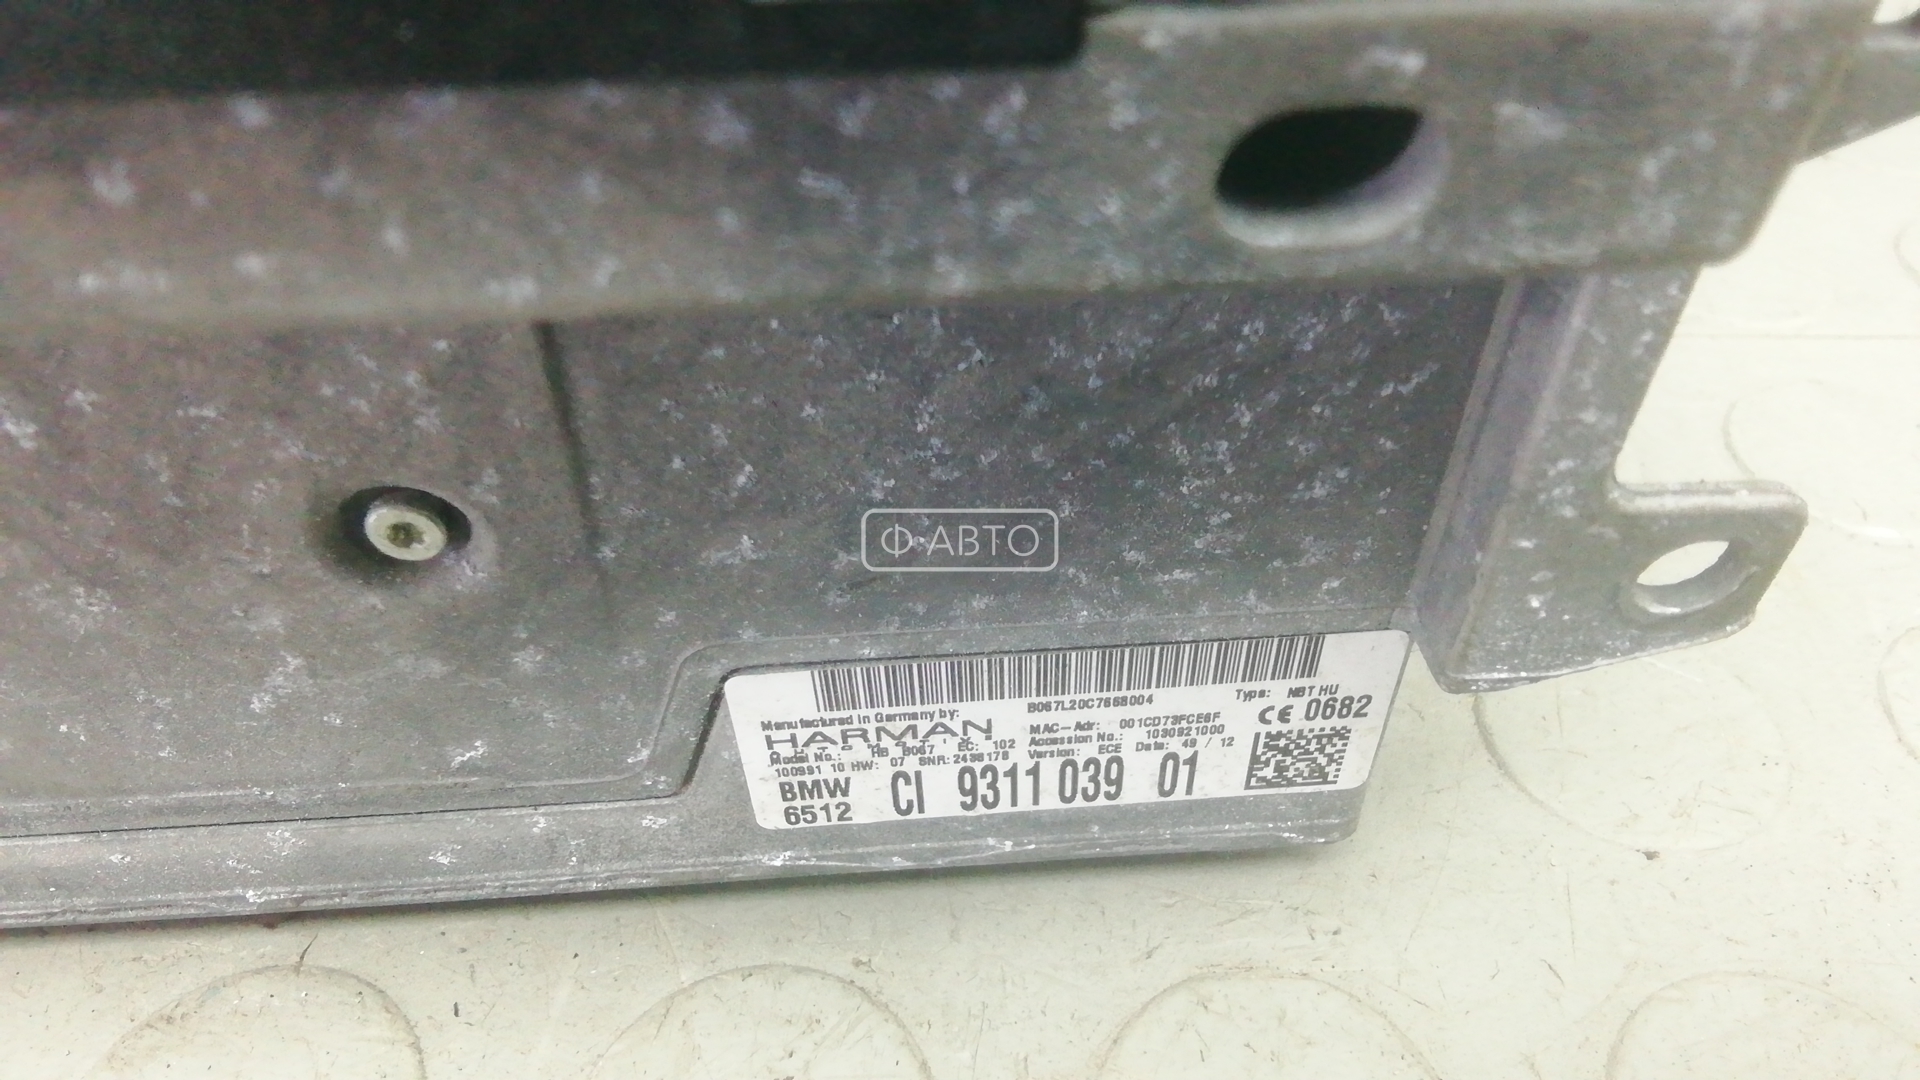 Ф·АВТО
B067L20C7668004
Type: NBT HU
Manufactured in Germany by:
HARMAN
MAC-Adr: 001CD73FCE6F
CE 0682
Model No.: HB B067 EC: 102
Accession No.: 1030921000
100991 10 HW: 07 SNR: 2438178
Version: ECE Date: 49 / 12
BMW CI 9311 039 01
6512